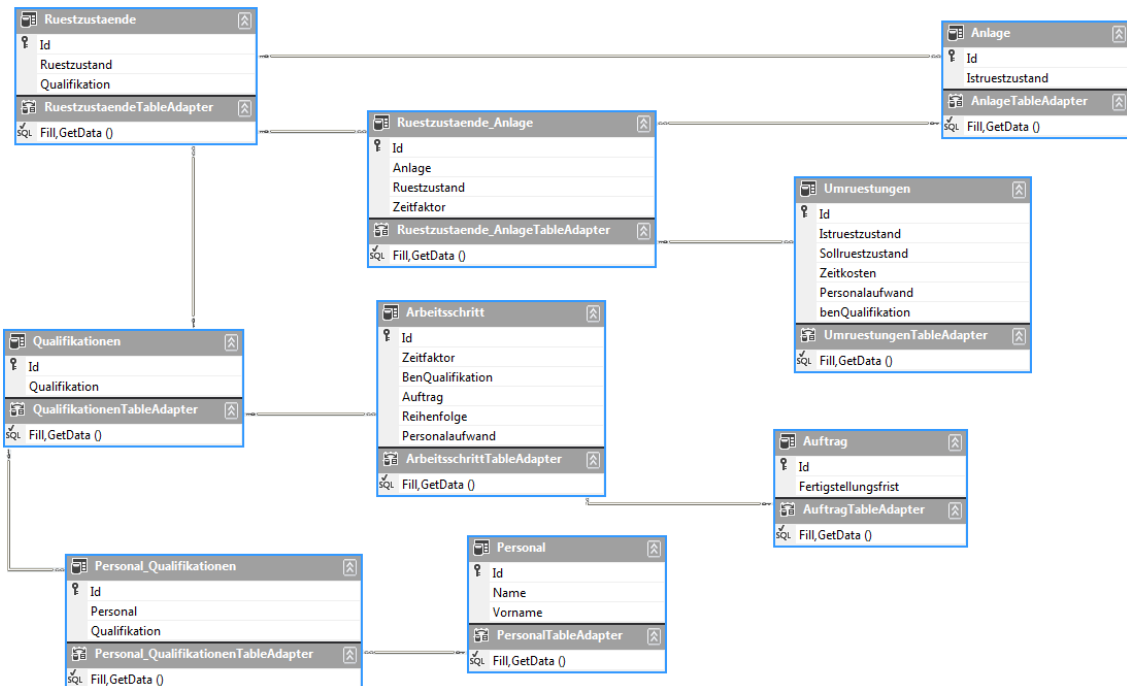 Ruestzustaende
Id
Ruestzustand
Qualifikation
RuestzustaendeTableAdapter
SQL Fill,GetData ()
Anlage
Id
Istruestzustand
AnlageTableAdapter
SQL Fill,GetData ()
Ruestzustaende_Anlage
Id
Anlage
Ruestzustand
Zeitfaktor
Ruestzustaende_AnlageTableAdapter
SQL Fill,GetData ()
Umruestungen
Id
Istruestzustand
Sollruestzustand
Zeitkosten
Personalaufwand
benQualifikation
UmruestungenTableAdapter
SQL Fill,GetData ()
Qualifikationen
Id
Qualifikation
QualifikationenTableAdapter
SQL Fill,GetData ()
Arbeitsschritt
Id
Zeitfaktor
BenQualifikation
Auftrag
Reihenfolge
Personalaufwand
ArbeitsschrittTableAdapter
SQL Fill,GetData ()
Auftrag
Id
Fertigstellungsfrist
AuftragTableAdapter
SQL Fill,GetData ()
Personal_Qualifikationen
Id
Personal
Qualifikation
Personal_QualifikationenTableAdapter
SQL Fill,GetData ()
Personal
Id
Name
Vorname
PersonalTableAdapter
SQL Fill,GetData ()